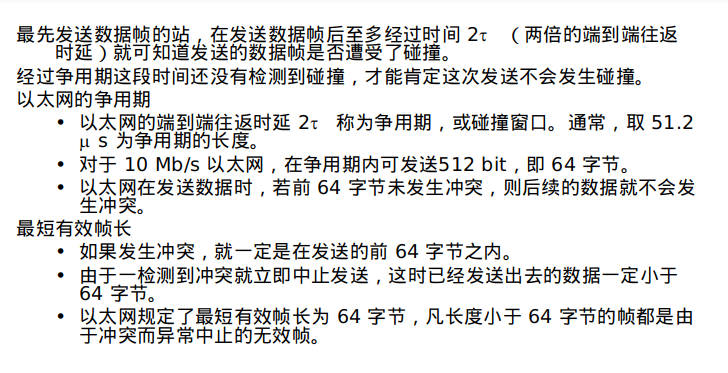 最先发送数据帧的站，在发送数据帧后至多经过时间 2τ （两倍的端到端往返
时延）就可知道发送的数据帧是否遭受了碰撞。
经过争用期这段时间还没有检测到碰撞，才能肯定这次发送不会发生碰撞。
以太网的争用期
• 以太网的端到端往返时延 2τ 称为争用期，或碰撞窗口。通常，取 51.2
μ s 为争用期的长度。
• 对于 10 Mb/s 以太网，在争用期内可发送512 bit，即 64 字节。
• 以太网在发送数据时，若前 64 字节未发生冲突，则后续的数据就不会发
生冲突。
最短有效帧长
• 如果发生冲突，就一定是在发送的前 64 字节之内。
• 由于一检测到冲突就立即中止发送，这时已经发送出去的数据一定小于
64 字节。
• 以太网规定了最短有效帧长为 64 字节，凡长度小于 64 字节的帧都是由
于冲突而异常中止的无效帧。